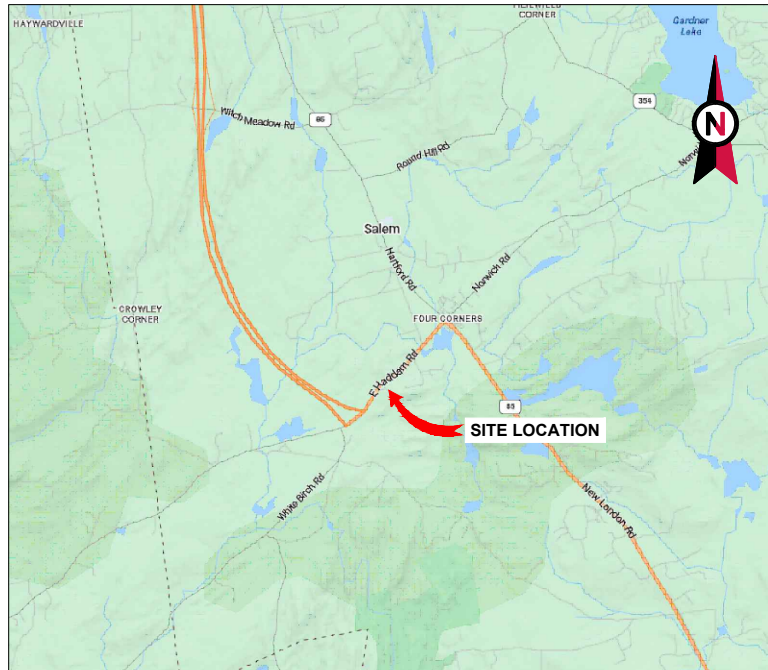 HAYWARDVILLE
CORNER
Gardner
Lake
354
Witch Meadow Rd
85
N
Round Hill Rd
Salem
Hartford Rd
Norwich Rd
CROWLEY
CORNER
FOUR CORNERS
E Haddam Rd
85
SITE LOCATION
White Birch Rd
New London Rd